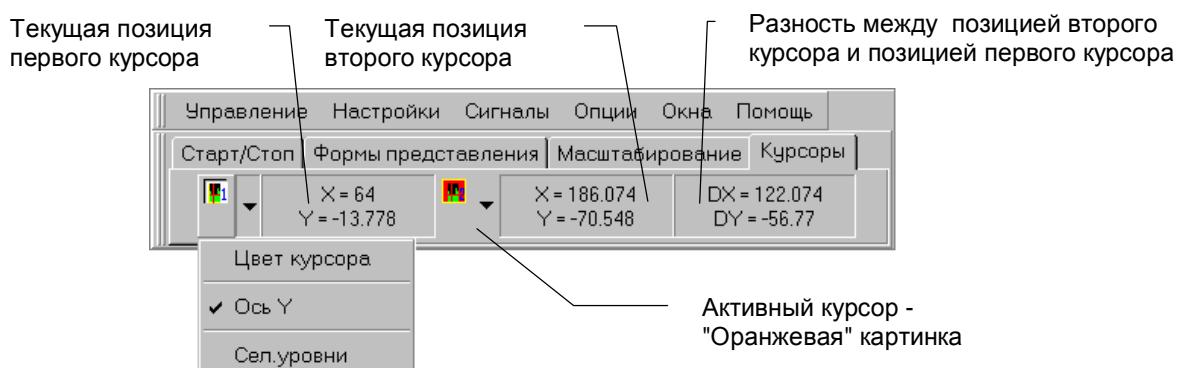 Текущая позиция
первого курсора
Текущая позиция
второго курсора
Разность между позицией второго
курсора и позицией первого курсора
Управление Настройки Сигналы Опции Окна Помощь
Старт/Стоп Формы представления Масштабирование Курсоры
1 X = 64
Y = -13.778
X = 186.074
Y = -70.548
DX = 122.074
DY = -56.77
Цвет курсора
Ось Y
Сел.уровни
Активный курсор -
"Оранжевая" картинка